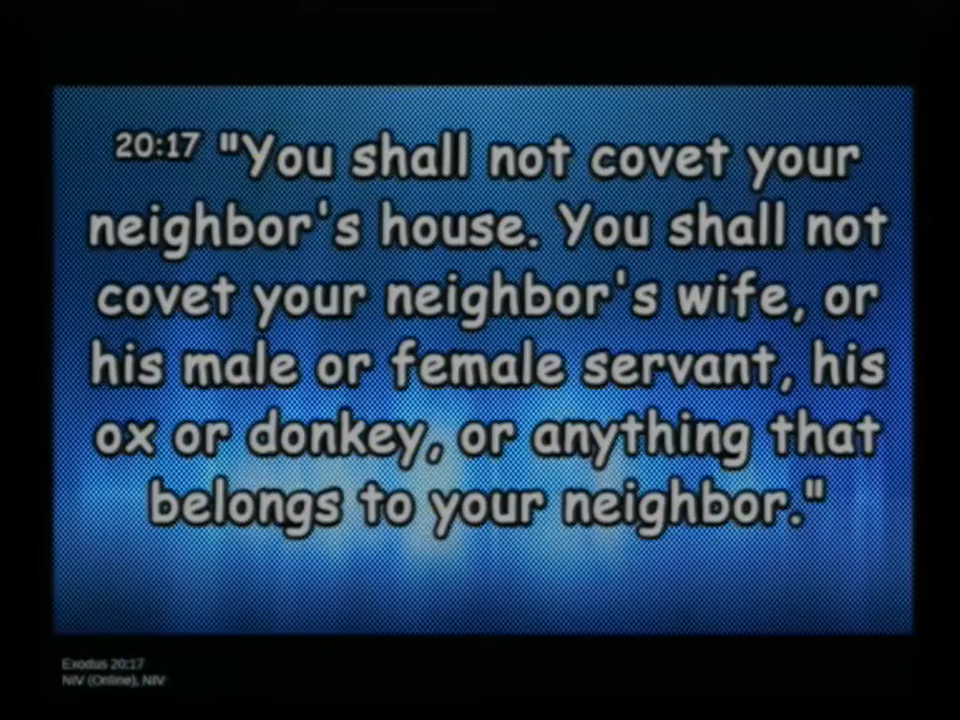 20:17 "You shall not covet your
neighbor's house. You shall not
covet your neighbor's wife, or
his male or female servant, his
ox or donkey, or anything that
belongs to your neighbor."
Exodus 20:17
NIV (Online), NIV